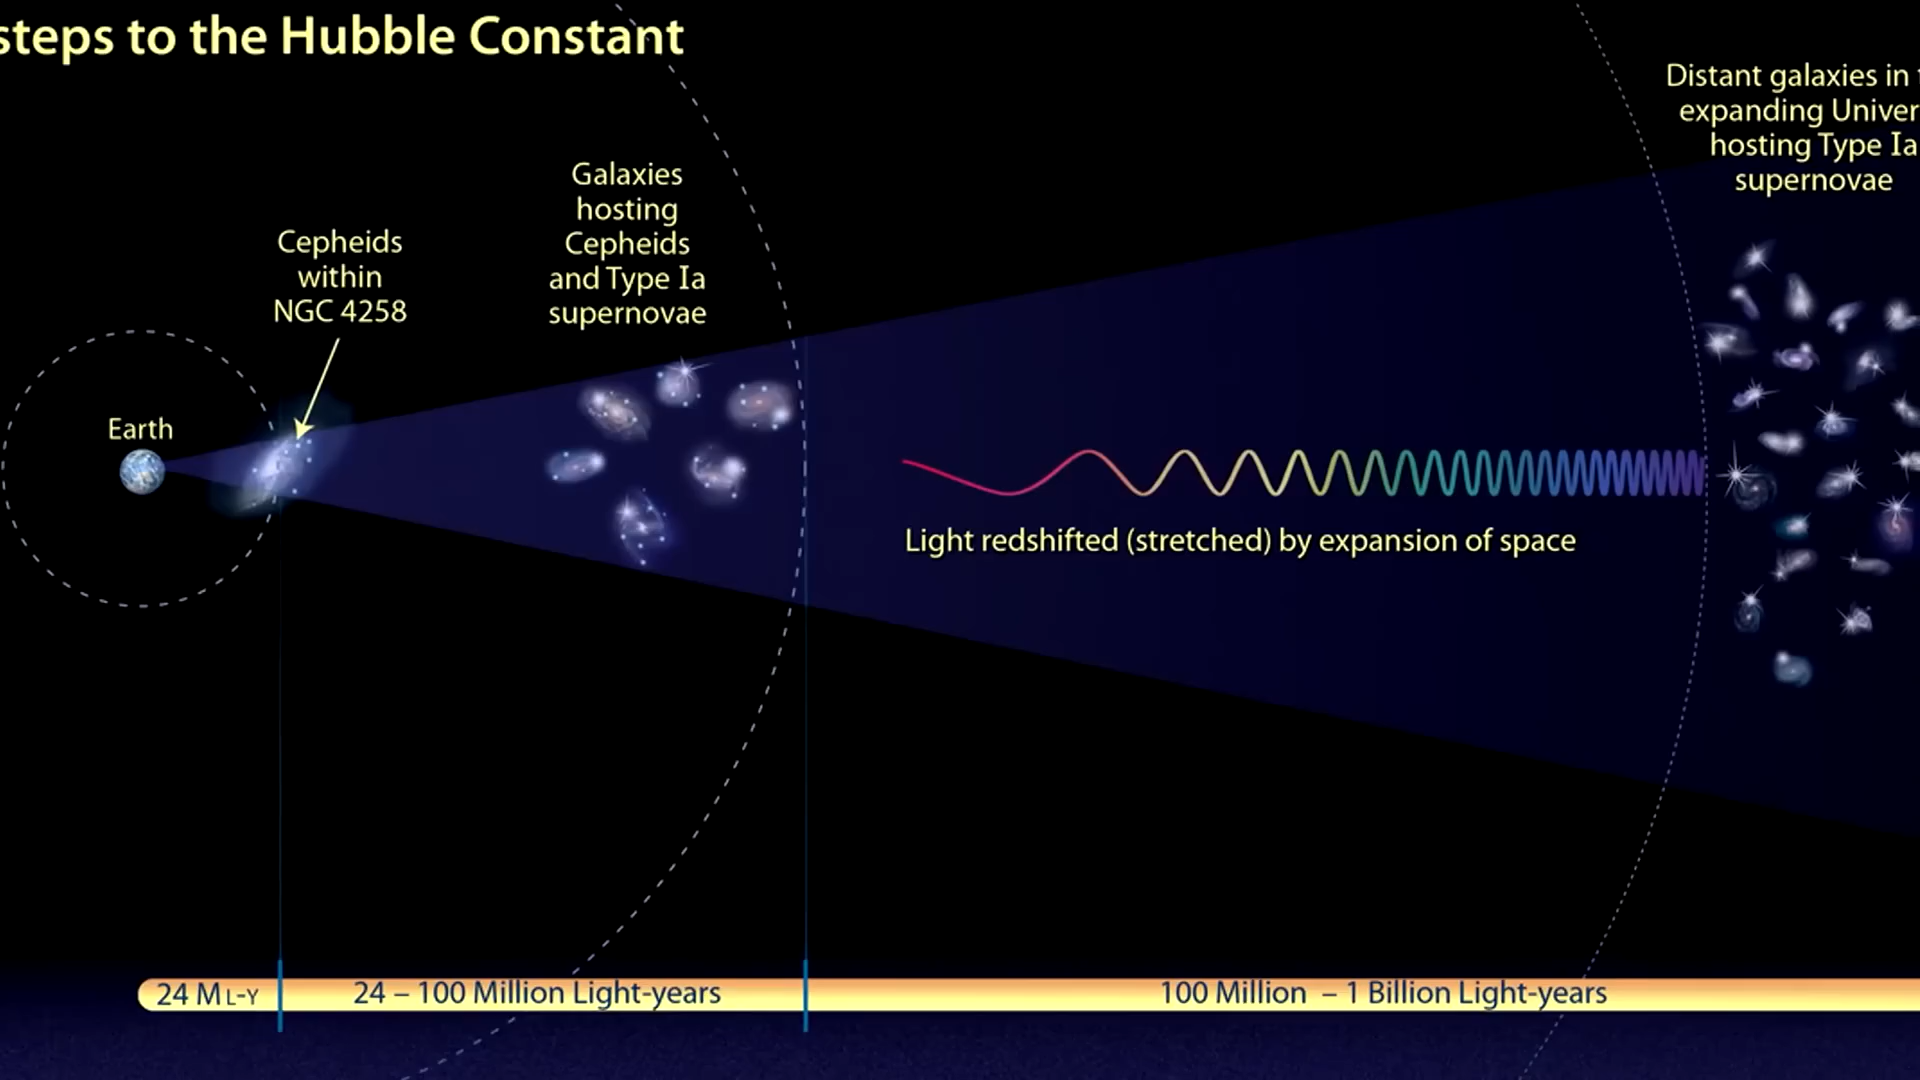 steps to the Hubble Constant
Distant galaxies in
expanding Univer
hosting Type Ia
supernovae
Galaxies
hosting
Cepheids
and Type Ia
supernovae
Cepheids
within
NGC 4258
Earth
Light redshifted (stretched) by expansion of space
24 M L-Y
24 – 100 Million Light-years
100 Million – 1 Billion Light-years